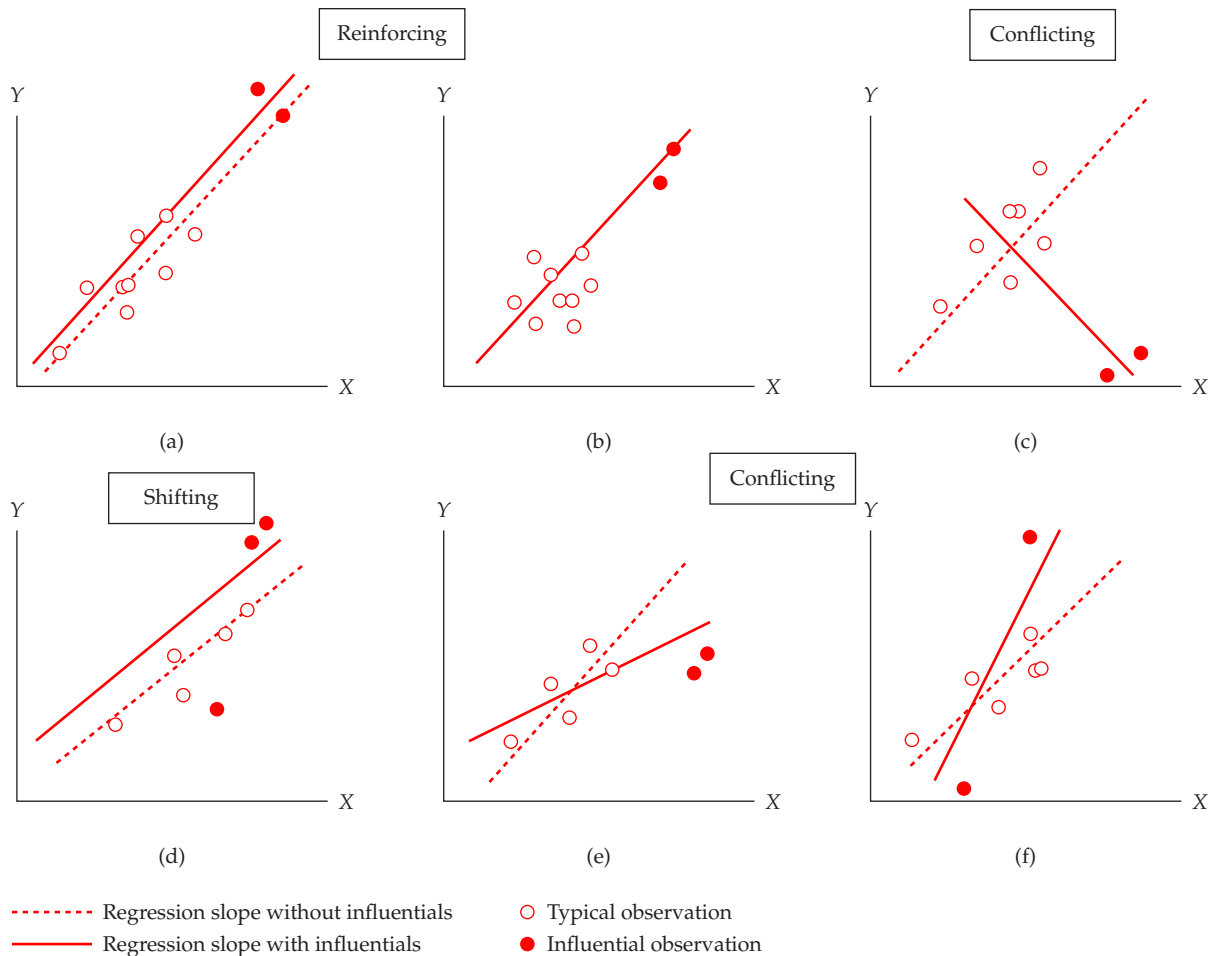 Reinforcing
Conflicting
Y
Y
Y
X
X
X
(a)
(b)
(c)
Shifting
Conflicting
Y
Y
Y
X
X
X
(d)
(e)
(f)
Regression slope without influentials
Typical observation
Regression slope with influentials
Influential observation